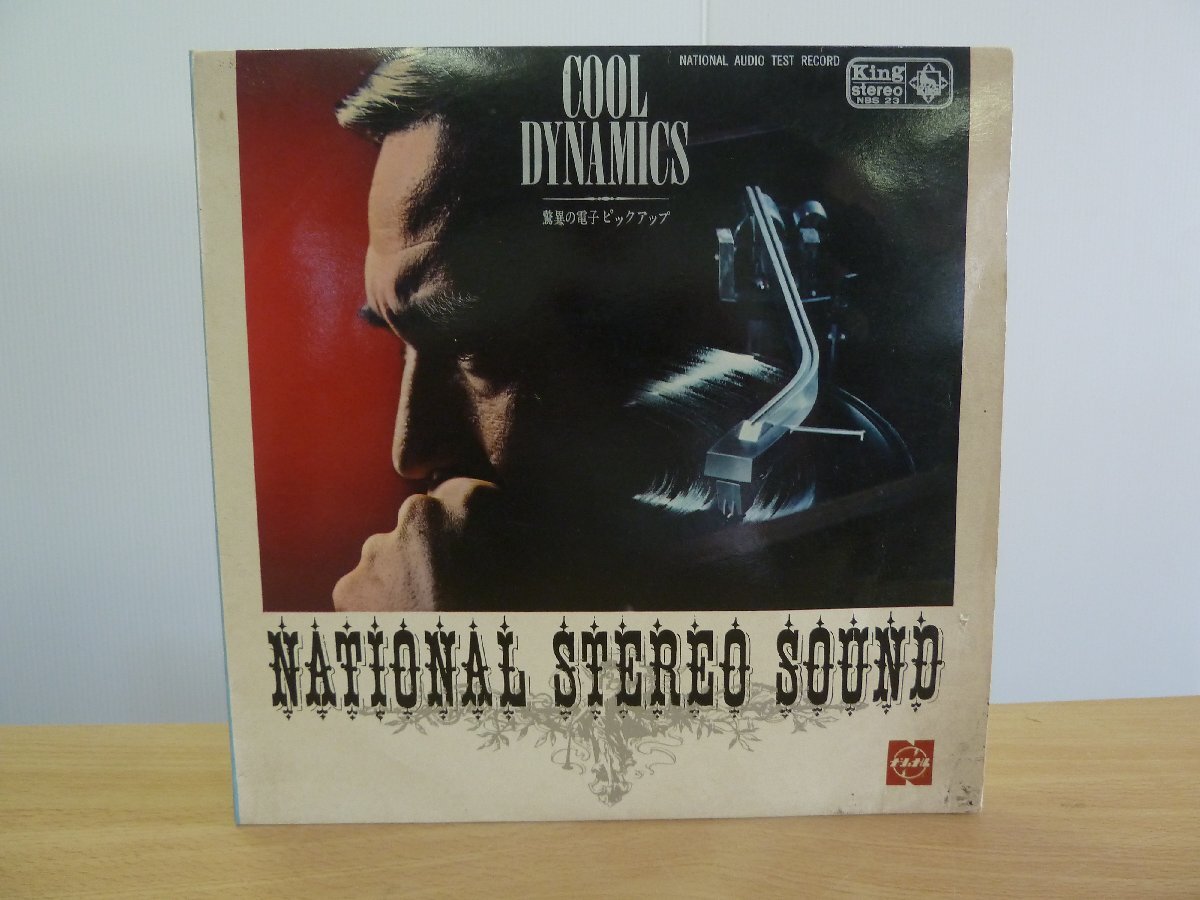 COOL
DYNAMICS
驚異の電子ピックアップ
NATIONAL AUDIO TEST RECORD
King
stereo
NBS 23
NATIONAL STEREO SOUND
ナショナル